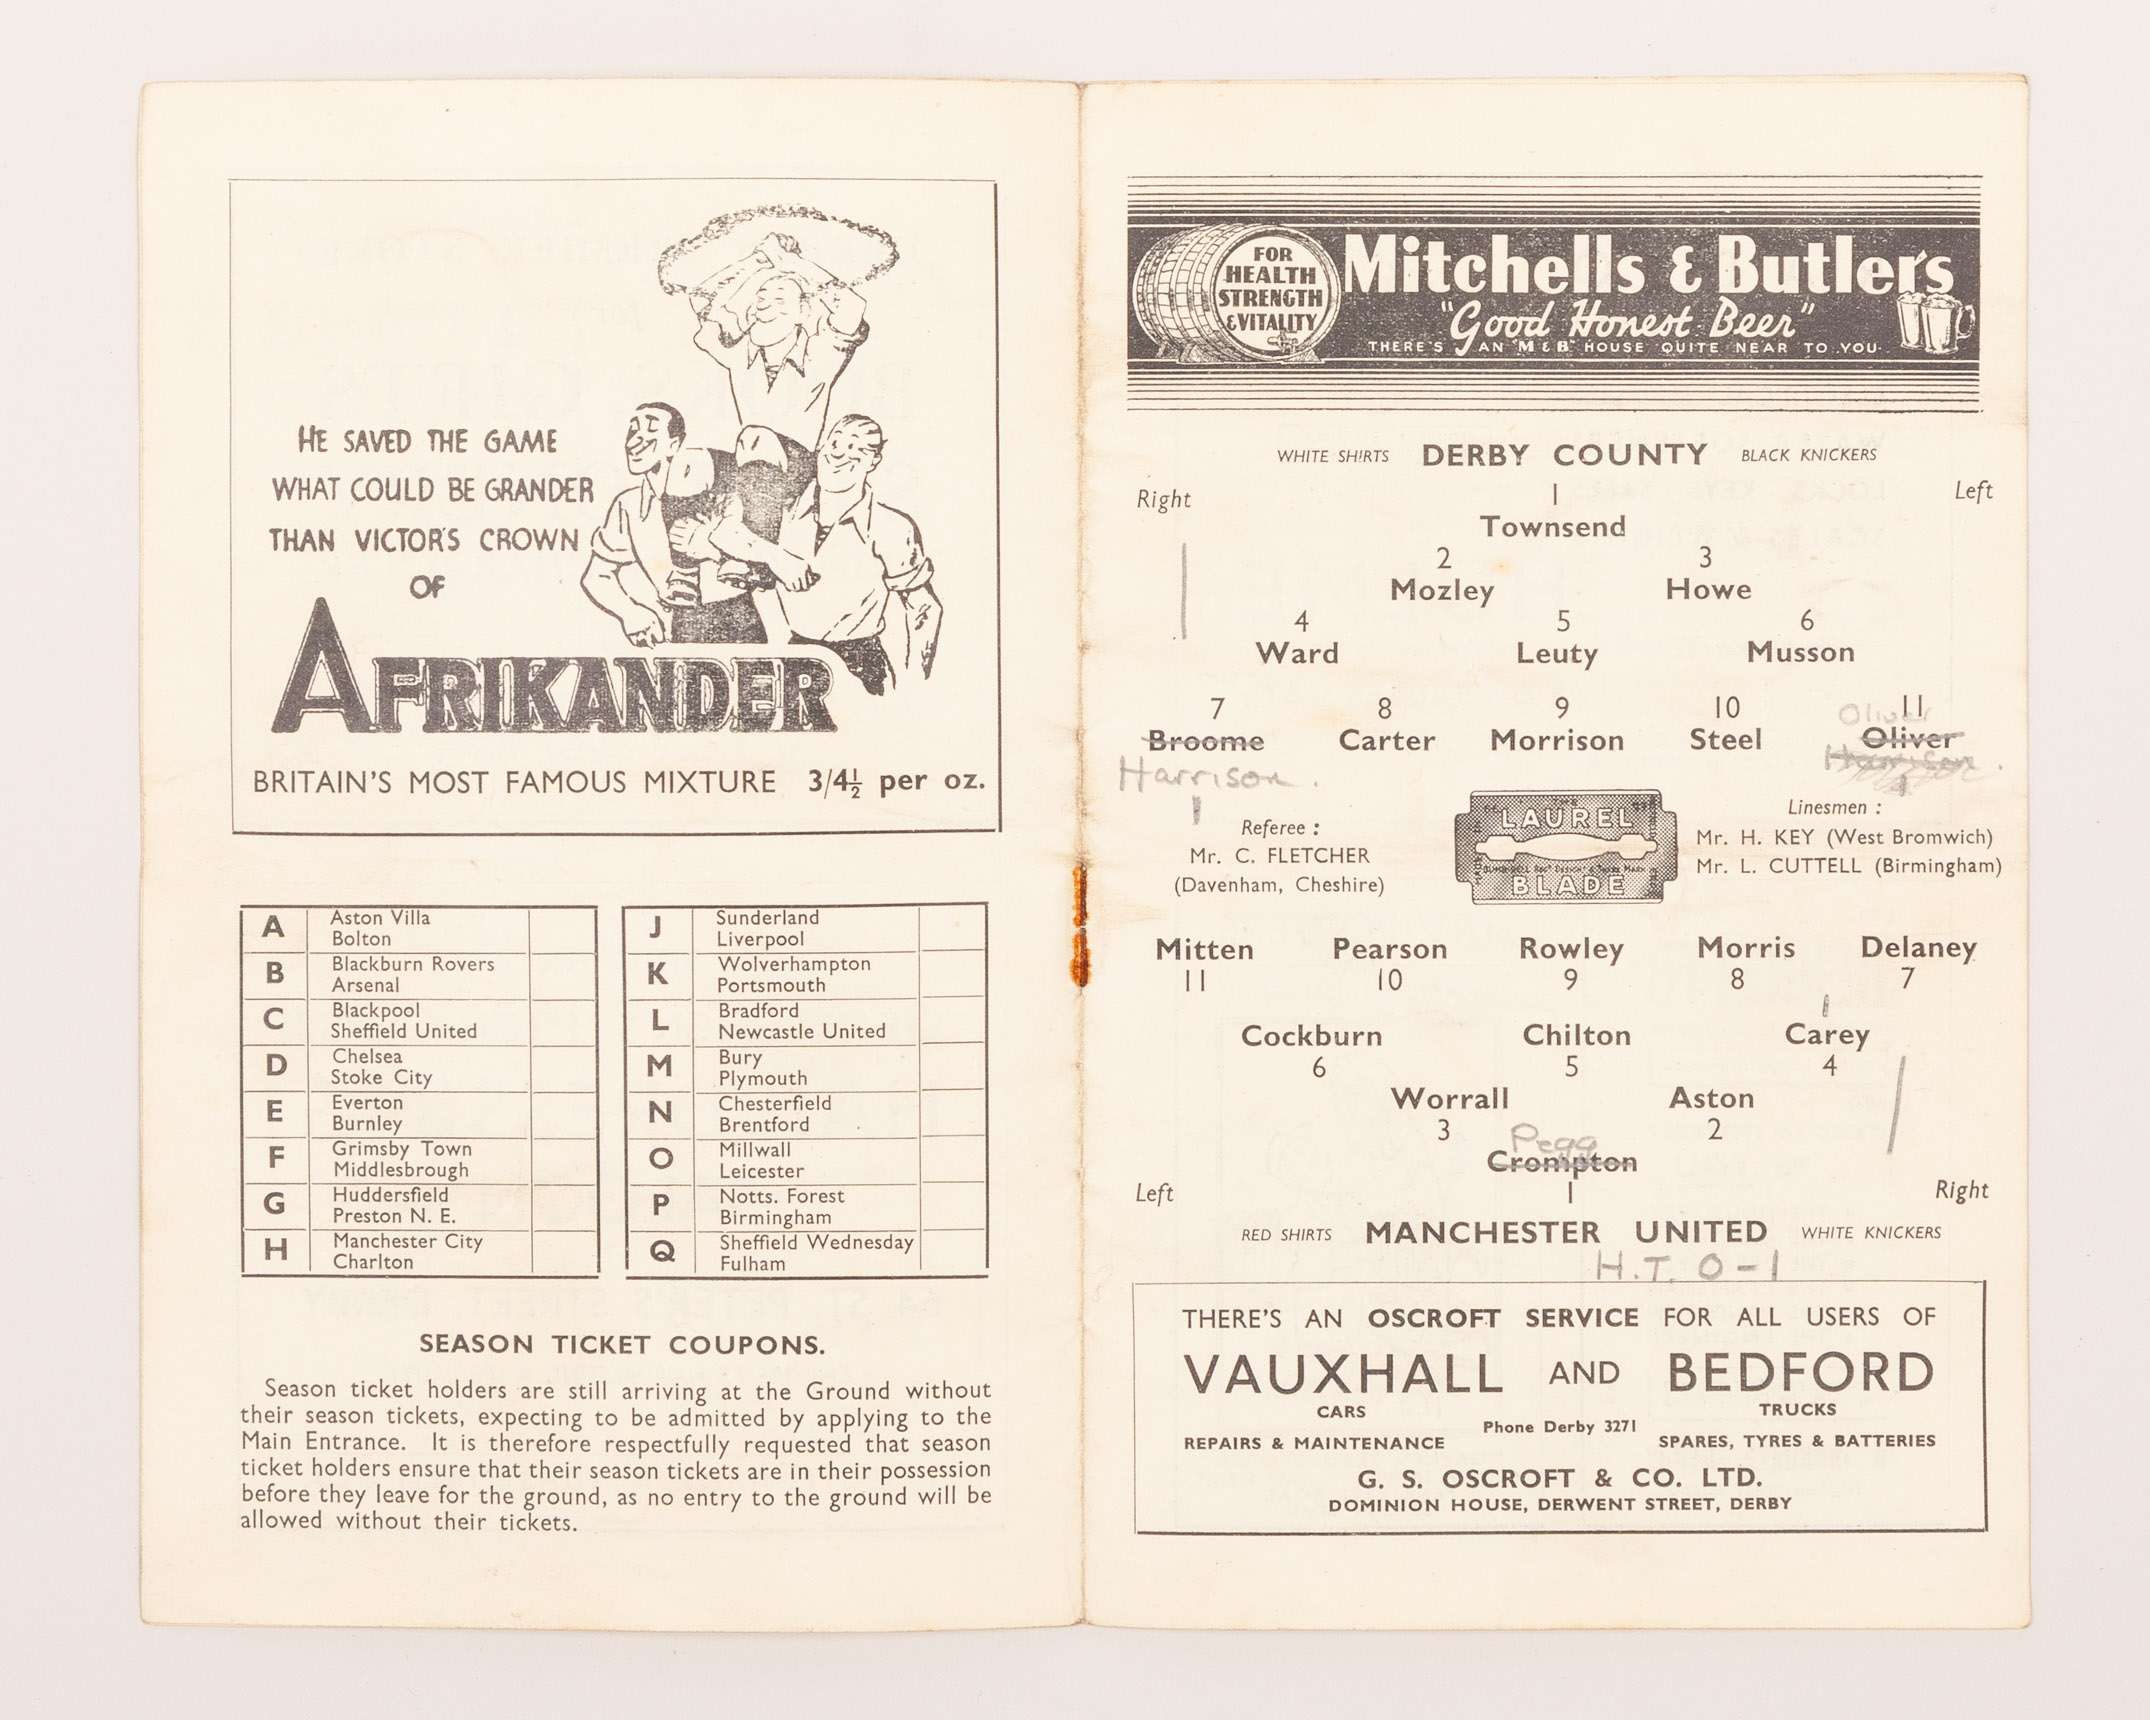 HE SAVED THE GAME
WHAT COULD BE GRANDER
THAN VICTOR'S CROWN
OF
AFRIKANDER
BRITAIN'S MOST FAMOUS MIXTURE 3/4½ per oz.
A Aston Villa
Bolton
B Blackburn Rovers
Arsenal
C Blackpool
Sheffield United
D Chelsea
Stoke City
E Everton
Burnley
F Grimsby Town
Middlesbrough
G Huddersfield
Preston N. E.
H Manchester City
Charlton
J Sunderland
Liverpool
K Wolverhampton
Portsmouth
L Bradford
Newcastle United
M Bury
Plymouth
N Chesterfield
Brentford
O Millwall
Leicester
P Notts. Forest
Birmingham
Q Sheffield Wednesday
Fulham
SEASON TICKET COUPONS.
Season ticket holders are still arriving at the Ground without
their season tickets, expecting to be admitted by applying to the
Main Entrance. It is therefore respectfully requested that season
ticket holders ensure that their season tickets are in their possession
before they leave for the ground, as no entry to the ground will be
allowed without their tickets.
FOR
HEALTH
STRENGTH
& VITALITY
Mitchells & Butlers
"Good Honest Beer"
THERE'S AN "M & B" HOUSE QUITE NEAR TO YOU.
WHITE SHIRTS DERBY COUNTY BLACK KNICKERS
Right 1 Left
Townsend
2 3
Mozley Howe
4 5 6
Ward Leuty Musson
7 8 9 10 11
Oliver
Broome Carter Morrison Steel Oliver
Harrison. Harrison.
Referee :
Mr. C. FLETCHER
(Davenham, Cheshire)
LAUREL
BLADE
Linesmen :
Mr. H. KEY (West Bromwich)
Mr. L. CUTTELL (Birmingham)
Mitten Pearson Rowley Morris Delaney
11 10 9 8 7
Cockburn Chilton Carey
6 5 4
Worrall Aston
3 2
Pegg
Crompton
Left 1 Right
RED SHIRTS MANCHESTER UNITED WHITE KNICKERS
H.T. 0-1
THERE'S AN OSCROFT SERVICE FOR ALL USERS OF
VAUXHALL AND BEDFORD
CARS TRUCKS
Phone Derby 3271
REPAIRS & MAINTENANCE SPARES, TYRES & BATTERIES
G. S. OSCROFT & CO. LTD.
DOMINION HOUSE, DERWENT STREET, DERBY